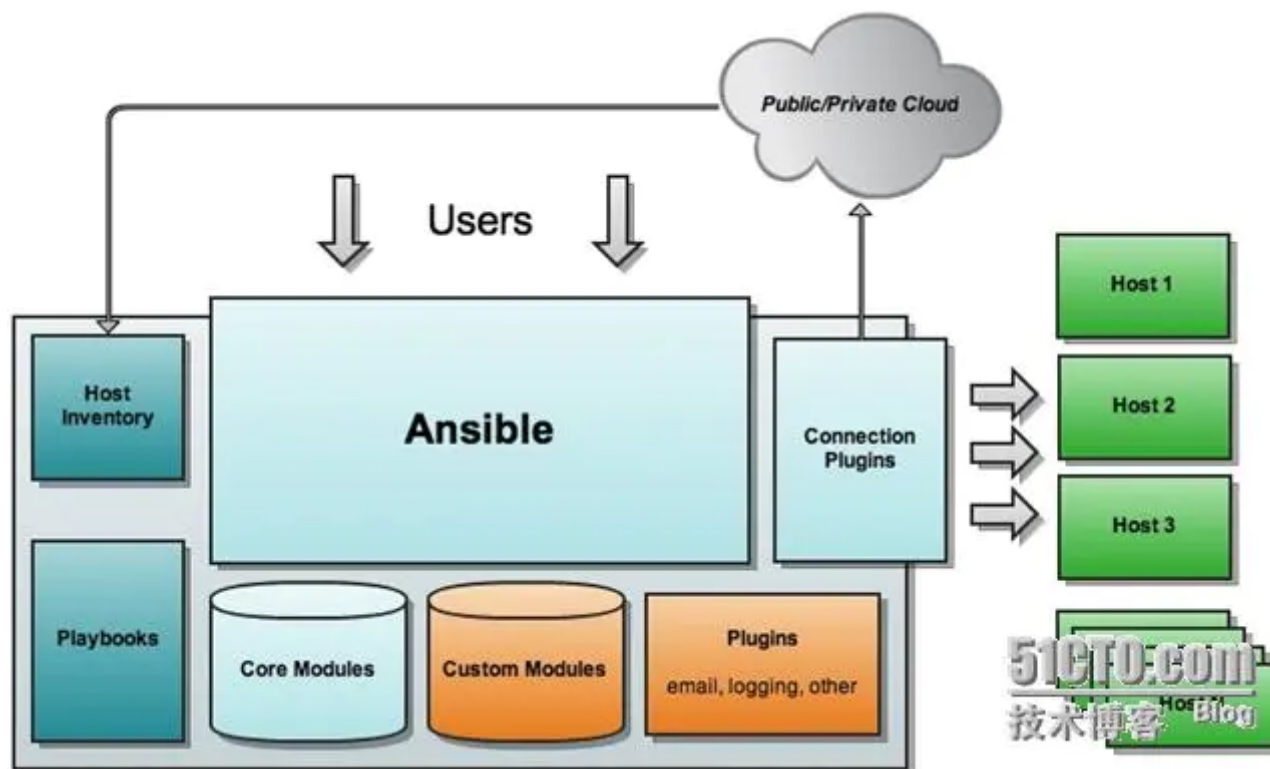 Public/Private Cloud
Users
Host 1
Host
Inventory
Ansible
Connection
Plugins
Host 2
Host 3
Playbooks
Core Modules
Custom Modules
Plugins
email, logging, other
51CTO.com
技术博客 Blog
Host N